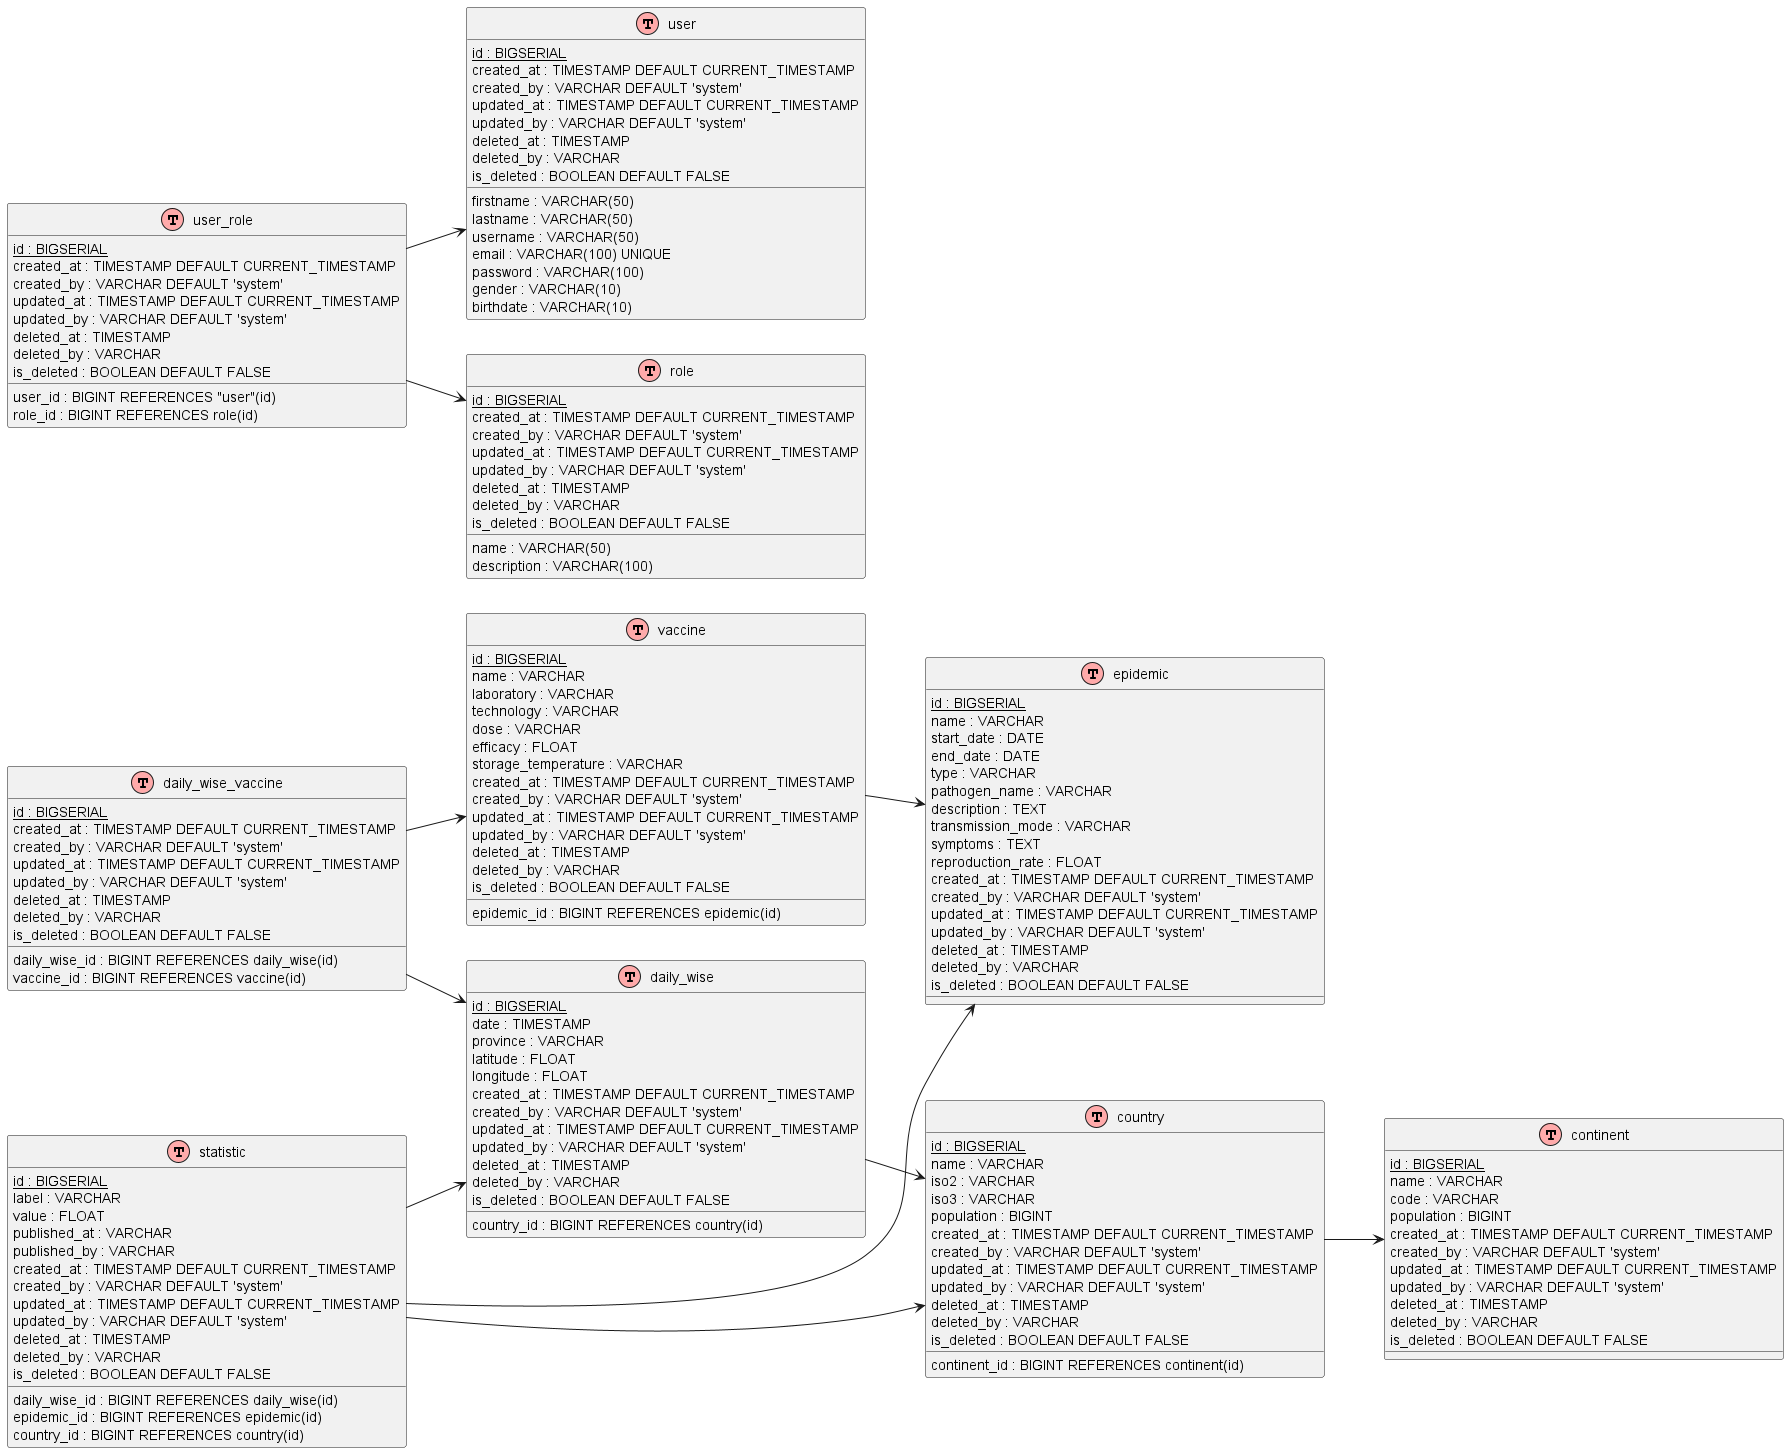 T user
id : BIGSERIAL
created_at : TIMESTAMP DEFAULT CURRENT_TIMESTAMP
created_by : VARCHAR DEFAULT 'system'
updated_at : TIMESTAMP DEFAULT CURRENT_TIMESTAMP
updated_by : VARCHAR DEFAULT 'system'
deleted_at : TIMESTAMP
deleted_by : VARCHAR
is_deleted : BOOLEAN DEFAULT FALSE
firstname : VARCHAR(50)
lastname : VARCHAR(50)
username : VARCHAR(50)
email : VARCHAR(100) UNIQUE
password : VARCHAR(100)
gender : VARCHAR(10)
birthdate : VARCHAR(10)
T user_role
id : BIGSERIAL
created_at : TIMESTAMP DEFAULT CURRENT_TIMESTAMP
created_by : VARCHAR DEFAULT 'system'
updated_at : TIMESTAMP DEFAULT CURRENT_TIMESTAMP
updated_by : VARCHAR DEFAULT 'system'
deleted_at : TIMESTAMP
deleted_by : VARCHAR
is_deleted : BOOLEAN DEFAULT FALSE
user_id : BIGINT REFERENCES "user"(id)
role_id : BIGINT REFERENCES role(id)
T role
id : BIGSERIAL
created_at : TIMESTAMP DEFAULT CURRENT_TIMESTAMP
created_by : VARCHAR DEFAULT 'system'
updated_at : TIMESTAMP DEFAULT CURRENT_TIMESTAMP
updated_by : VARCHAR DEFAULT 'system'
deleted_at : TIMESTAMP
deleted_by : VARCHAR
is_deleted : BOOLEAN DEFAULT FALSE
name : VARCHAR(50)
description : VARCHAR(100)
T vaccine
id : BIGSERIAL
name : VARCHAR
laboratory : VARCHAR
technology : VARCHAR
dose : VARCHAR
efficacy : FLOAT
storage_temperature : VARCHAR
created_at : TIMESTAMP DEFAULT CURRENT_TIMESTAMP
created_by : VARCHAR DEFAULT 'system'
updated_at : TIMESTAMP DEFAULT CURRENT_TIMESTAMP
updated_by : VARCHAR DEFAULT 'system'
deleted_at : TIMESTAMP
deleted_by : VARCHAR
is_deleted : BOOLEAN DEFAULT FALSE
epidemic_id : BIGINT REFERENCES epidemic(id)
T epidemic
id : BIGSERIAL
name : VARCHAR
start_date : DATE
end_date : DATE
type : VARCHAR
pathogen_name : VARCHAR
description : TEXT
transmission_mode : VARCHAR
symptoms : TEXT
reproduction_rate : FLOAT
created_at : TIMESTAMP DEFAULT CURRENT_TIMESTAMP
created_by : VARCHAR DEFAULT 'system'
updated_at : TIMESTAMP DEFAULT CURRENT_TIMESTAMP
updated_by : VARCHAR DEFAULT 'system'
deleted_at : TIMESTAMP
deleted_by : VARCHAR
is_deleted : BOOLEAN DEFAULT FALSE
T daily_wise_vaccine
id : BIGSERIAL
created_at : TIMESTAMP DEFAULT CURRENT_TIMESTAMP
created_by : VARCHAR DEFAULT 'system'
updated_at : TIMESTAMP DEFAULT CURRENT_TIMESTAMP
updated_by : VARCHAR DEFAULT 'system'
deleted_at : TIMESTAMP
deleted_by : VARCHAR
is_deleted : BOOLEAN DEFAULT FALSE
daily_wise_id : BIGINT REFERENCES daily_wise(id)
vaccine_id : BIGINT REFERENCES vaccine(id)
T daily_wise
id : BIGSERIAL
date : TIMESTAMP
province : VARCHAR
latitude : FLOAT
longitude : FLOAT
created_at : TIMESTAMP DEFAULT CURRENT_TIMESTAMP
created_by : VARCHAR DEFAULT 'system'
updated_at : TIMESTAMP DEFAULT CURRENT_TIMESTAMP
updated_by : VARCHAR DEFAULT 'system'
deleted_at : TIMESTAMP
deleted_by : VARCHAR
is_deleted : BOOLEAN DEFAULT FALSE
country_id : BIGINT REFERENCES country(id)
T statistic
id : BIGSERIAL
label : VARCHAR
value : FLOAT
published_at : VARCHAR
published_by : VARCHAR
created_at : TIMESTAMP DEFAULT CURRENT_TIMESTAMP
created_by : VARCHAR DEFAULT 'system'
updated_at : TIMESTAMP DEFAULT CURRENT_TIMESTAMP
updated_by : VARCHAR DEFAULT 'system'
deleted_at : TIMESTAMP
deleted_by : VARCHAR
is_deleted : BOOLEAN DEFAULT FALSE
daily_wise_id : BIGINT REFERENCES daily_wise(id)
epidemic_id : BIGINT REFERENCES epidemic(id)
country_id : BIGINT REFERENCES country(id)
T country
id : BIGSERIAL
name : VARCHAR
iso2 : VARCHAR
iso3 : VARCHAR
population : BIGINT
created_at : TIMESTAMP DEFAULT CURRENT_TIMESTAMP
created_by : VARCHAR DEFAULT 'system'
updated_at : TIMESTAMP DEFAULT CURRENT_TIMESTAMP
updated_by : VARCHAR DEFAULT 'system'
deleted_at : TIMESTAMP
deleted_by : VARCHAR
is_deleted : BOOLEAN DEFAULT FALSE
continent_id : BIGINT REFERENCES continent(id)
T continent
id : BIGSERIAL
name : VARCHAR
code : VARCHAR
population : BIGINT
created_at : TIMESTAMP DEFAULT CURRENT_TIMESTAMP
created_by : VARCHAR DEFAULT 'system'
updated_at : TIMESTAMP DEFAULT CURRENT_TIMESTAMP
updated_by : VARCHAR DEFAULT 'system'
deleted_at : TIMESTAMP
deleted_by : VARCHAR
is_deleted : BOOLEAN DEFAULT FALSE